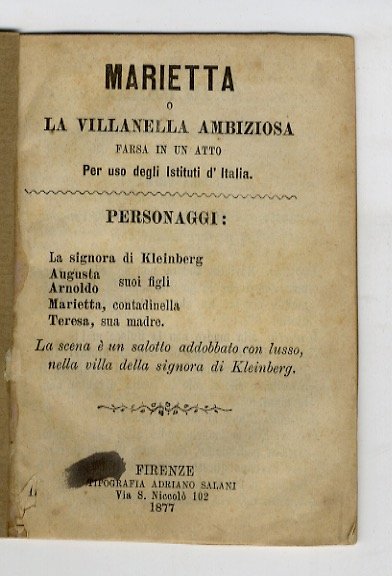 MARIETTA
O
LA VILLANELLA AMBIZIOSA
FARSA IN UN ATTO
Per uso degli Istituti d' Italia.
PERSONAGGI:
La signora di Kleinberg
Augusta
Arnoldo
suoi figli
Marietta, contadinella
Teresa, sua madre.
La scena è un salotto addobbato con lusso,
nella villa della signora di Kleinberg.
FIRENZE
TIPOGRAFIA ADRIANO SALANI
Via S. Niccolò 102
1877